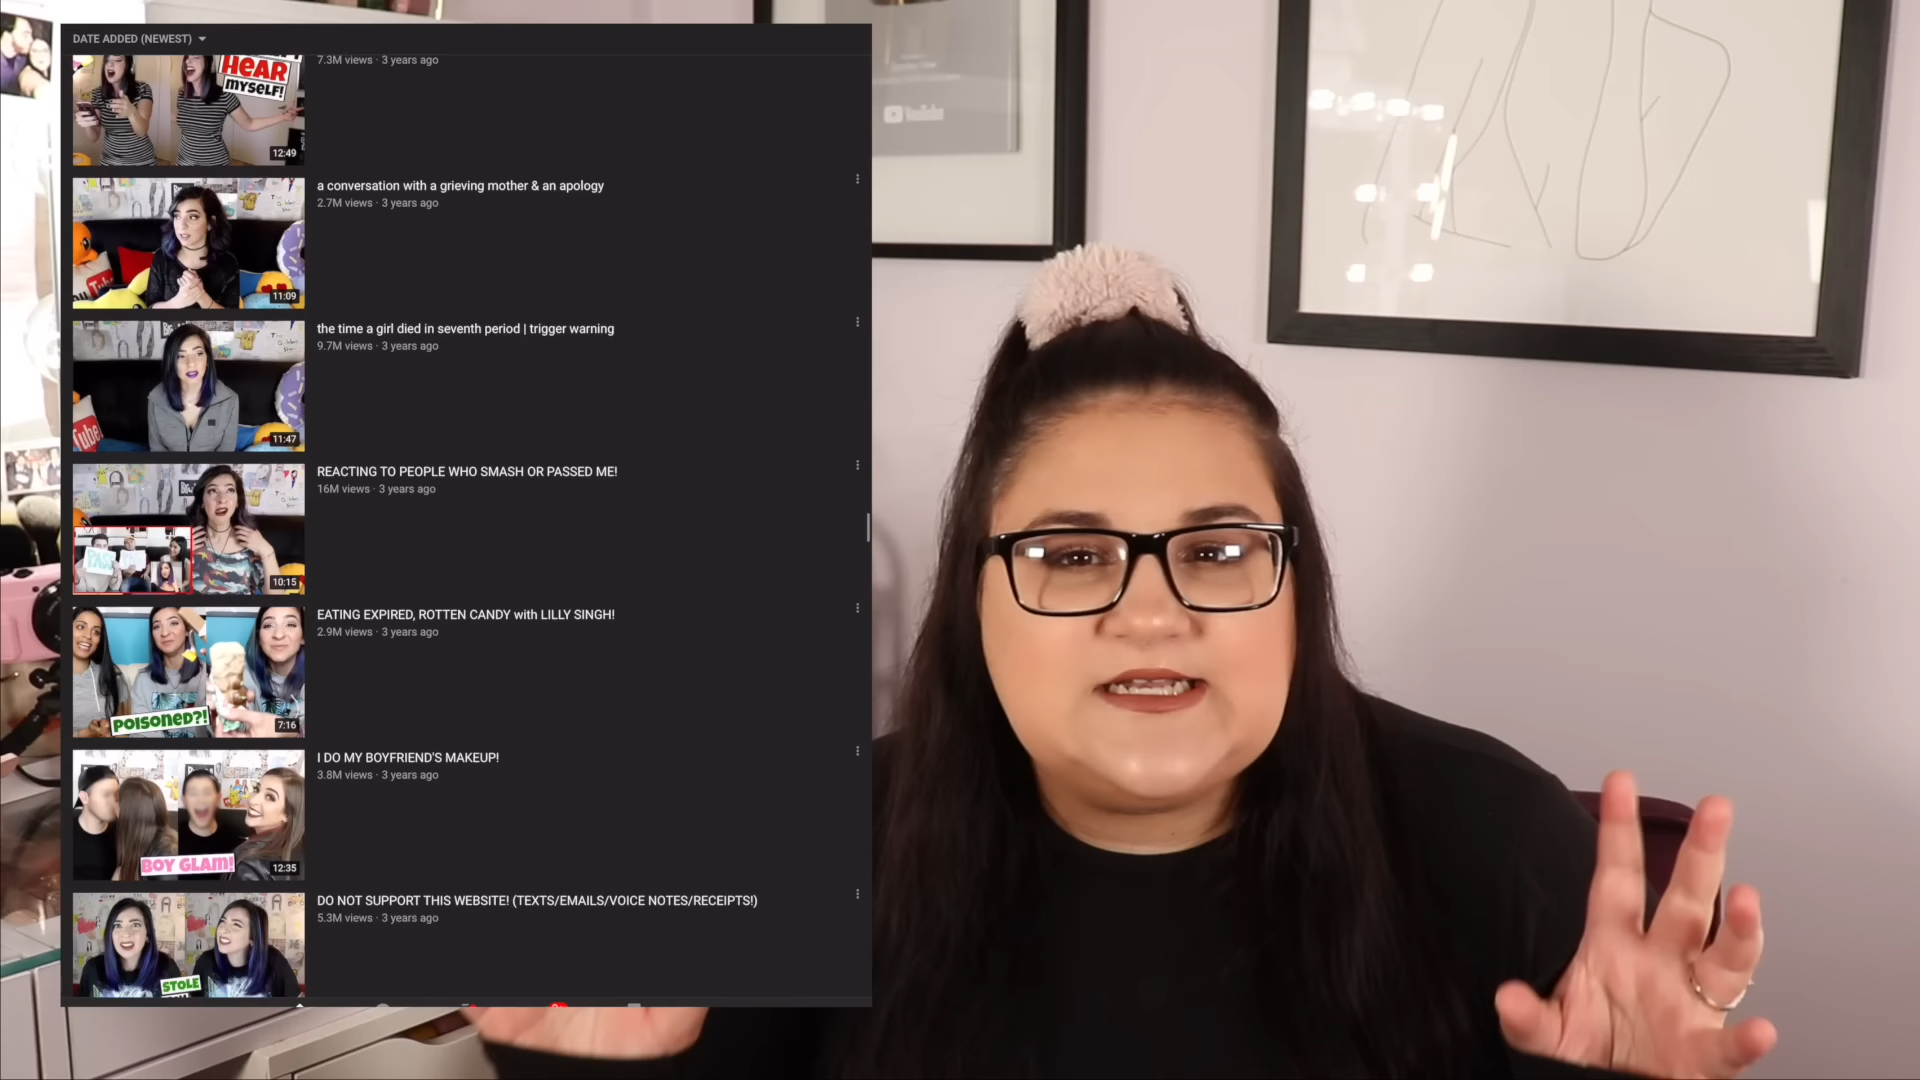 DATE ADDED (NEWEST)
HEAR
MYSELF!
12:49
7.3M views · 3 years ago
11:09
a conversation with a grieving mother & an apology
2.7M views · 3 years ago
Tube
11:47
the time a girl died in seventh period | trigger warning
9.7M views · 3 years ago
PASS
10:15
REACTING TO PEOPLE WHO SMASH OR PASSED ME!
16M views · 3 years ago
POISONED?!
7:16
EATING EXPIRED, ROTTEN CANDY with LILLY SINGH!
2.9M views · 3 years ago
BOY GLAM!
12:35
I DO MY BOYFRIEND'S MAKEUP!
3.8M views · 3 years ago
STOLE
DO NOT SUPPORT THIS WEBSITE! (TEXTS/EMAILS/VOICE NOTES/RECEIPTS!)
5.3M views · 3 years ago
YouTube